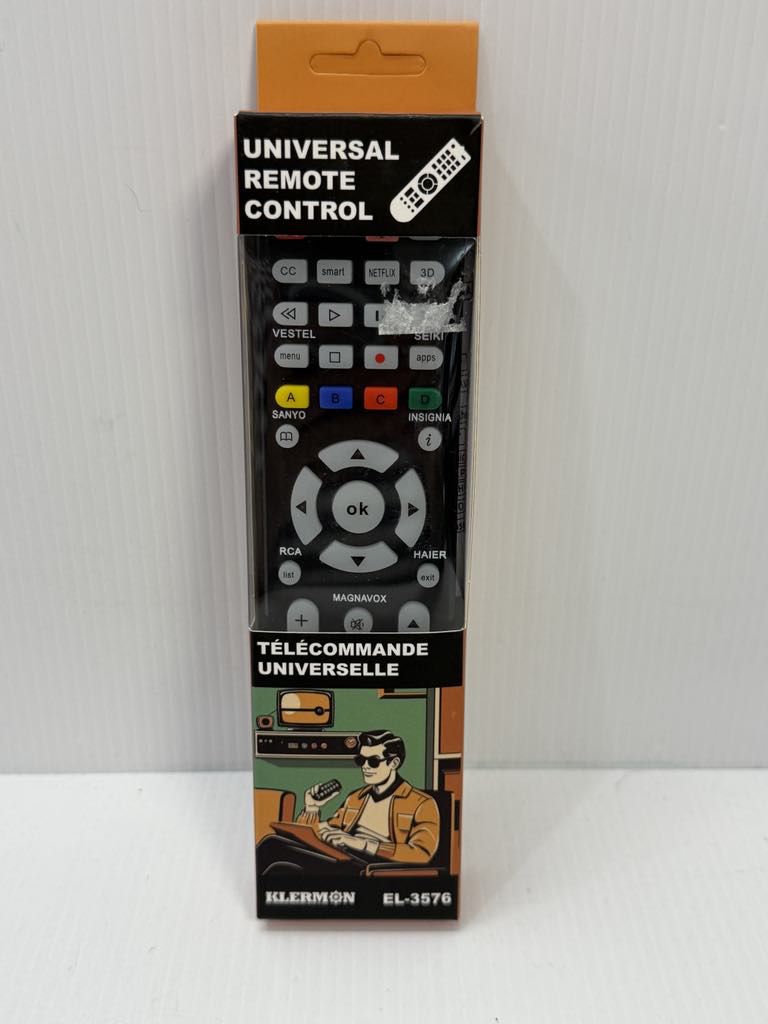 UNIVERSAL
REMOTE
CONTROL
CC smart NETFLIX 3D
VESTEL SEIKI
menu apps
A B C D
SANYO INSIGNIA
i
ok
RCA HAIER
list exit
MAGNAVOX
+
TÉLÉCOMMANDE
UNIVERSELLE
KLERMON EL-3576